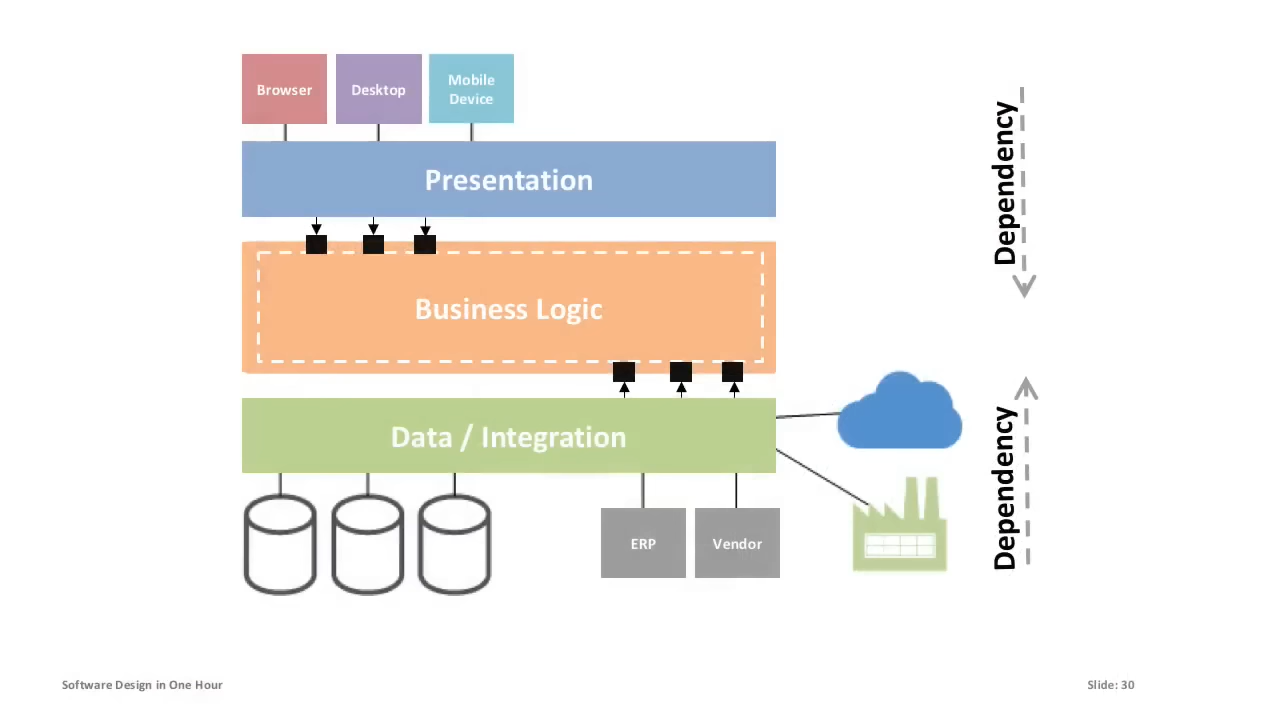 Browser
Desktop
Mobile
Device
Presentation
Dependency
Business Logic
Data / Integration
Dependency
ERP
Vendor
Software Design in One Hour
Slide: 30